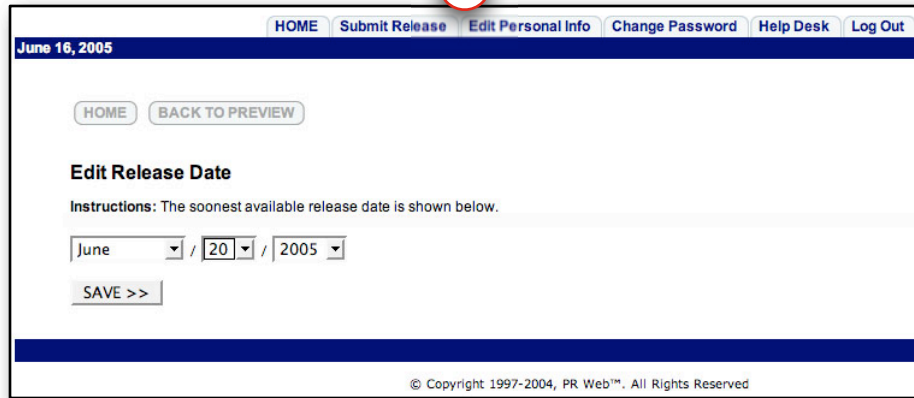 HOME Submit Release Edit Personal Info Change Password Help Desk Log Out
June 16, 2005
HOME BACK TO PREVIEW
Edit Release Date
Instructions: The soonest available release date is shown below.
June / 20 / 2005
SAVE >>
© Copyright 1997-2004, PR Web™. All Rights Reserved